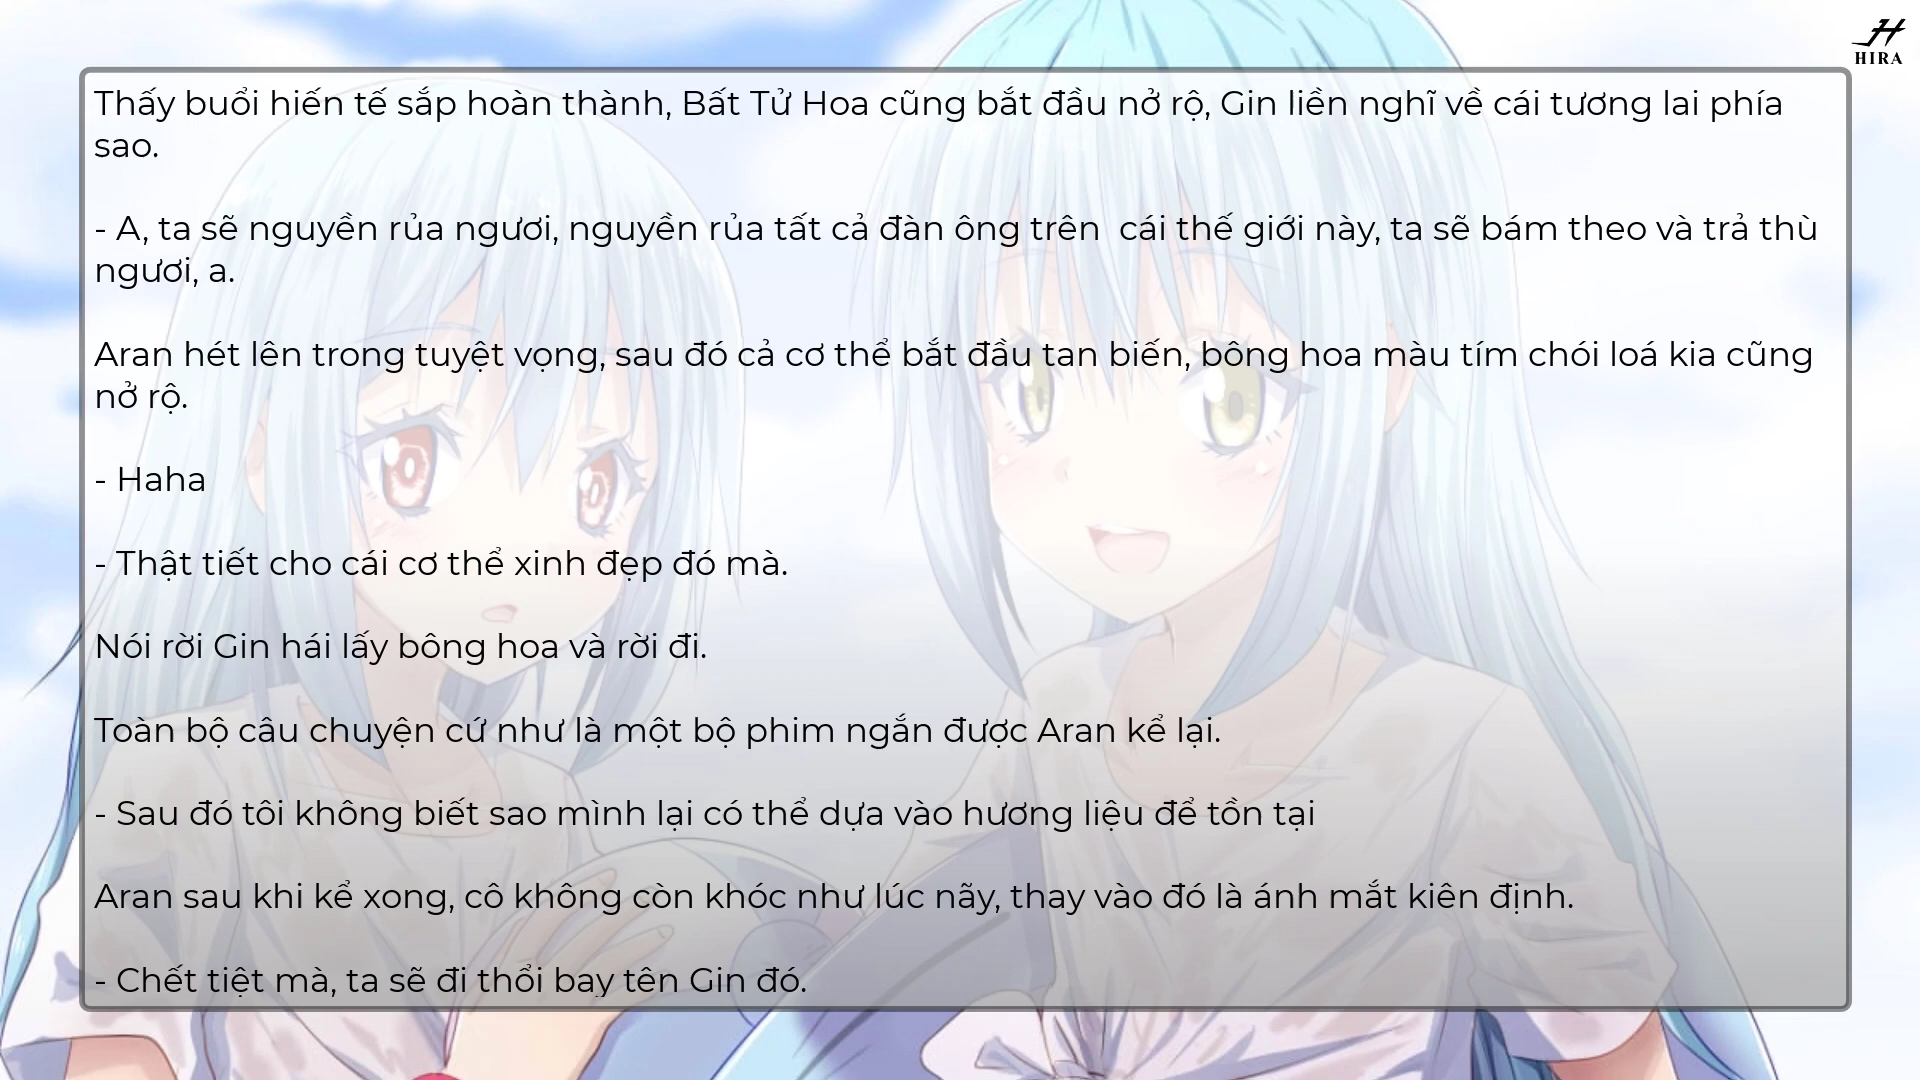 HIRA
Thấy buổi hiến tế sắp hoàn thành, Bất Tử Hoa cũng bắt đầu nở rộ, Gin liền nghĩ về cái tương lai phía
sao.
- A, ta sẽ nguyền rủa ngươi, nguyền rủa tất cả đàn ông trên  cái thế giới này, ta sẽ bám theo và trả thù
ngươi, a.
Aran hét lên trong tuyệt vọng, sau đó cả cơ thể bắt đầu tan biến, bông hoa màu tím chói loá kia cũng
nở rộ.
- Haha
- Thật tiết cho cái cơ thể xinh đẹp đó mà.
Nói rời Gin hái lấy bông hoa và rời đi.
Toàn bộ câu chuyện cứ như là một bộ phim ngắn được Aran kể lại.
- Sau đó tôi không biết sao mình lại có thể dựa vào hương liệu để tồn tại
Aran sau khi kể xong, cô không còn khóc như lúc nãy, thay vào đó là ánh mắt kiên định.
- Chết tiệt mà, ta sẽ đi thổi bay tên Gin đó.